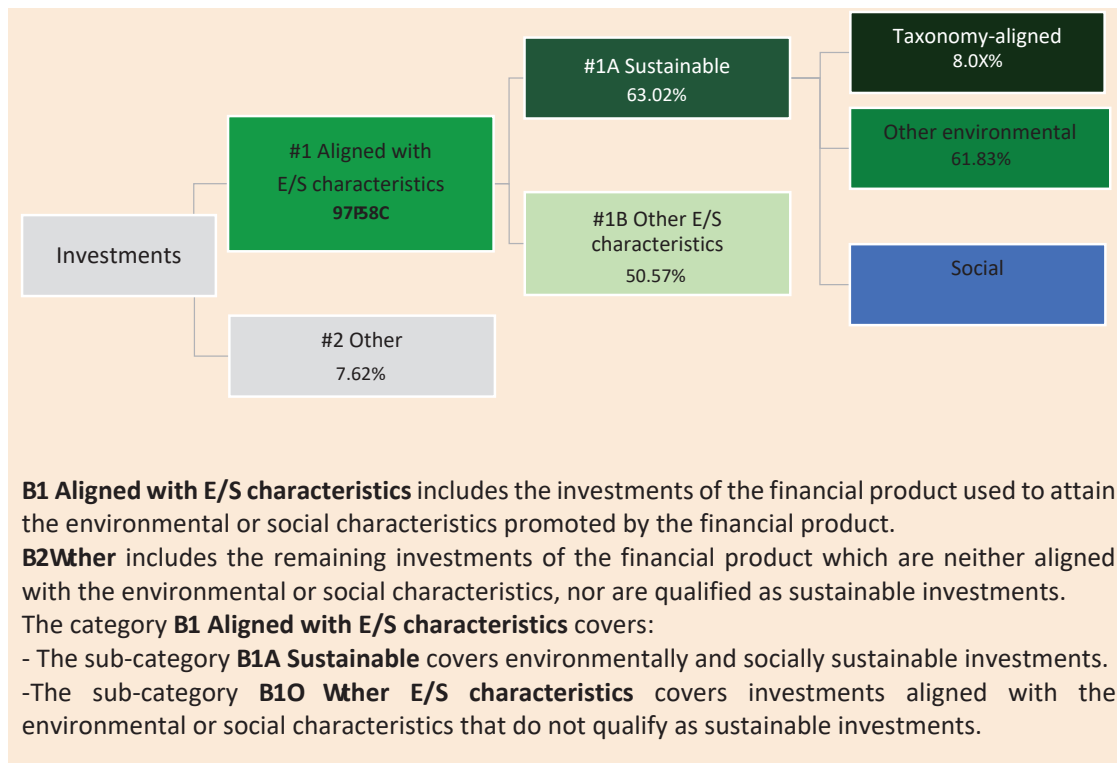 Taxonomy-aligned
8.0X%
#1A Sustainable
63.02%
Other environmental
61.83%
#1 Aligned with
E/S characteristics
97P58C
#1B Other E/S
characteristics
50.57%
Investments
Social
#2 Other
7.62%
B1 Aligned with E/S characteristics includes the investments of the financial product used to attain
the environmental or social characteristics promoted by the financial product.
B2Wther includes the remaining investments of the financial product which are neither aligned
with the environmental or social characteristics, nor are qualified as sustainable investments.
The category B1 Aligned with E/S characteristics covers:
- The sub-category B1A Sustainable covers environmentally and socially sustainable investments.
-The sub-category B1O Wther E/S characteristics covers investments aligned with the
environmental or social characteristics that do not qualify as sustainable investments.